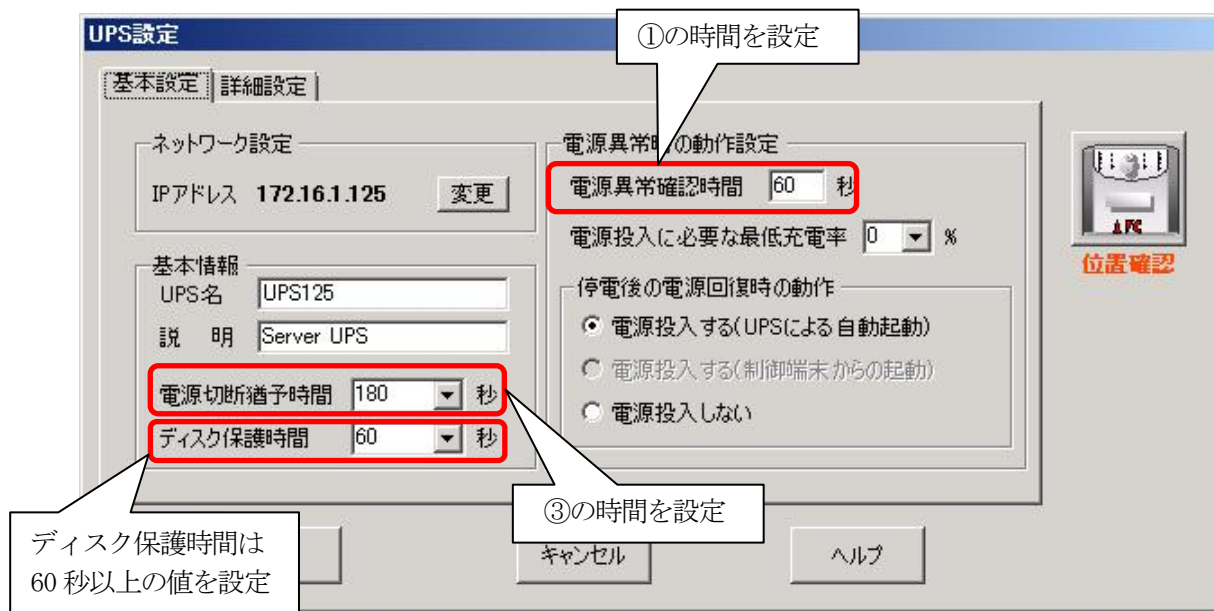 UPS設定
①の時間を設定
基本設定
詳細設定
ネットワーク設定
IPアドレス 172.16.1.125 変更
基本情報
UPS名 UPS125
説 明 Server UPS
電源切断猶予時間 180 秒
ディスク保護時間 60 秒
電源異常時の動作設定
電源異常確認時間 60 秒
電源投入に必要な最低充電率 0 %
停電後の電源回復時の動作
電源投入する(UPSによる自動起動)
電源投入する(制御端末からの起動)
電源投入しない
APC
位置確認
③の時間を設定
ディスク保護時間は
60秒以上の値を設定
キャンセル
ヘルプ